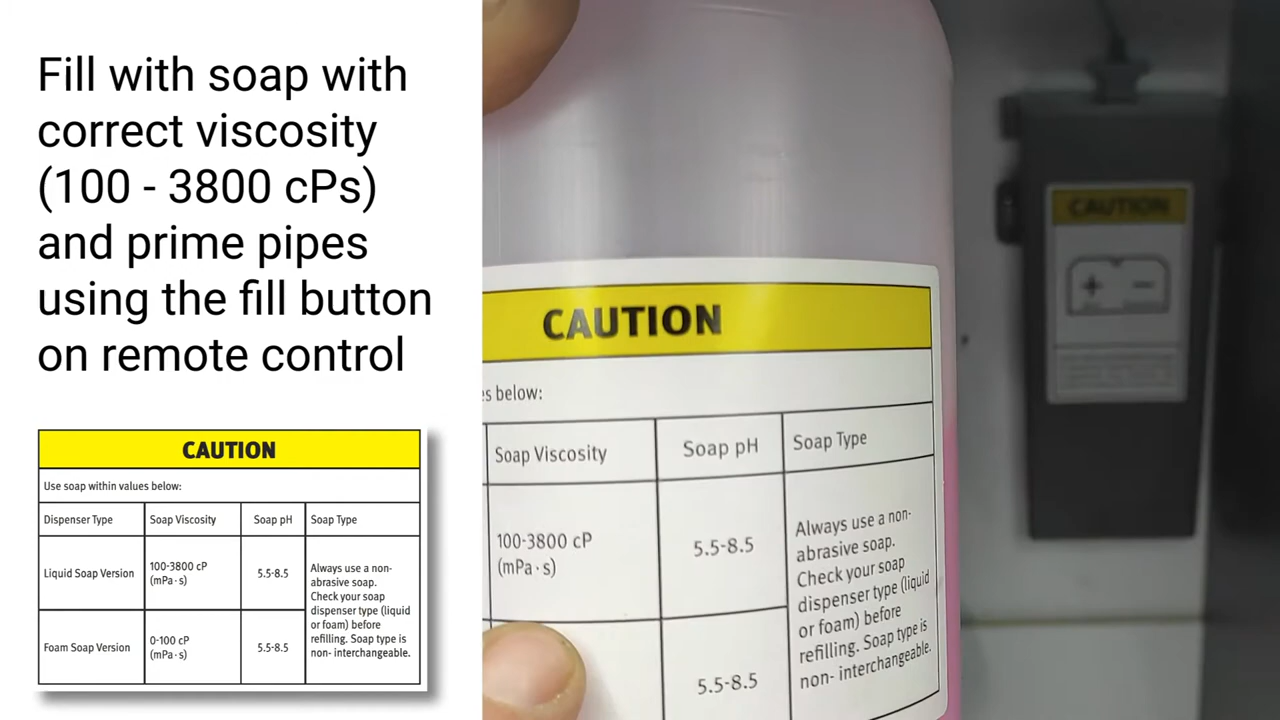 Fill with soap with
correct viscosity
(100 - 3800 cPs)
and prime pipes
using the fill button
on remote control
CAUTION
Use soap within values below:
Dispenser Type Soap Viscosity Soap pH Soap Type
Liquid Soap Version
100-3800 cP
(mPa·s)
5.5-8.5
Foam Soap Version
0-100 cP
(mPa·s)
5.5-8.5
Always use a non-
abrasive soap.
Check your soap
dispenser type (liquid
or foam) before
refilling. Soap type is
non- interchangeable.
CAUTION
es below:
Soap Viscosity Soap pH Soap Type
100-3800 cP
(mPa·s)
5.5-8.5
5.5-8.5
Always use a non-
abrasive soap.
Check your soap
dispenser type (liquid
or foam) before
refilling. Soap type is
non- interchangeable.
CAUTION
+ −